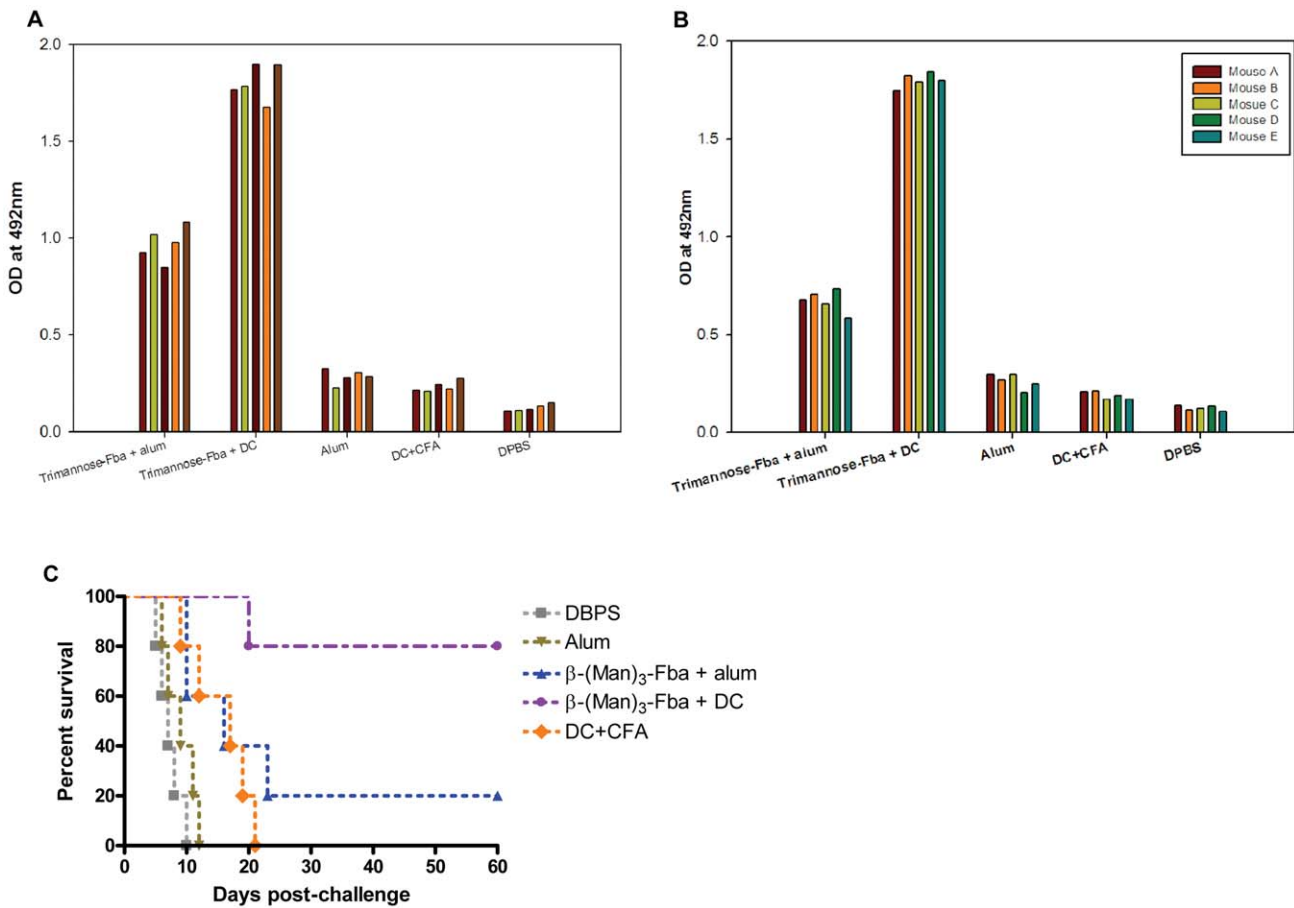 A
2.0
1.5
1.0
0.5
0.0
OD at 492nm
Trimannose-Fba + alum
Trimannose-Fba + DC
Alum
DC+CFA
DPBS
B
2.0
1.5
1.0
0.5
0.0
OD at 492nm
Mouse A
Mouse B
Mosue C
Mouse D
Mouse E
Trimannose-Fba + alum
Trimannose-Fba + DC
Alum
DC+CFA
DPBS
C
100
80
60
40
20
0
Percent survival
0 10 20 30 40 50 60
Days post-challenge
DBPS
Alum
β-(Man)3-Fba + alum
β-(Man)3-Fba + DC
DC+CFA